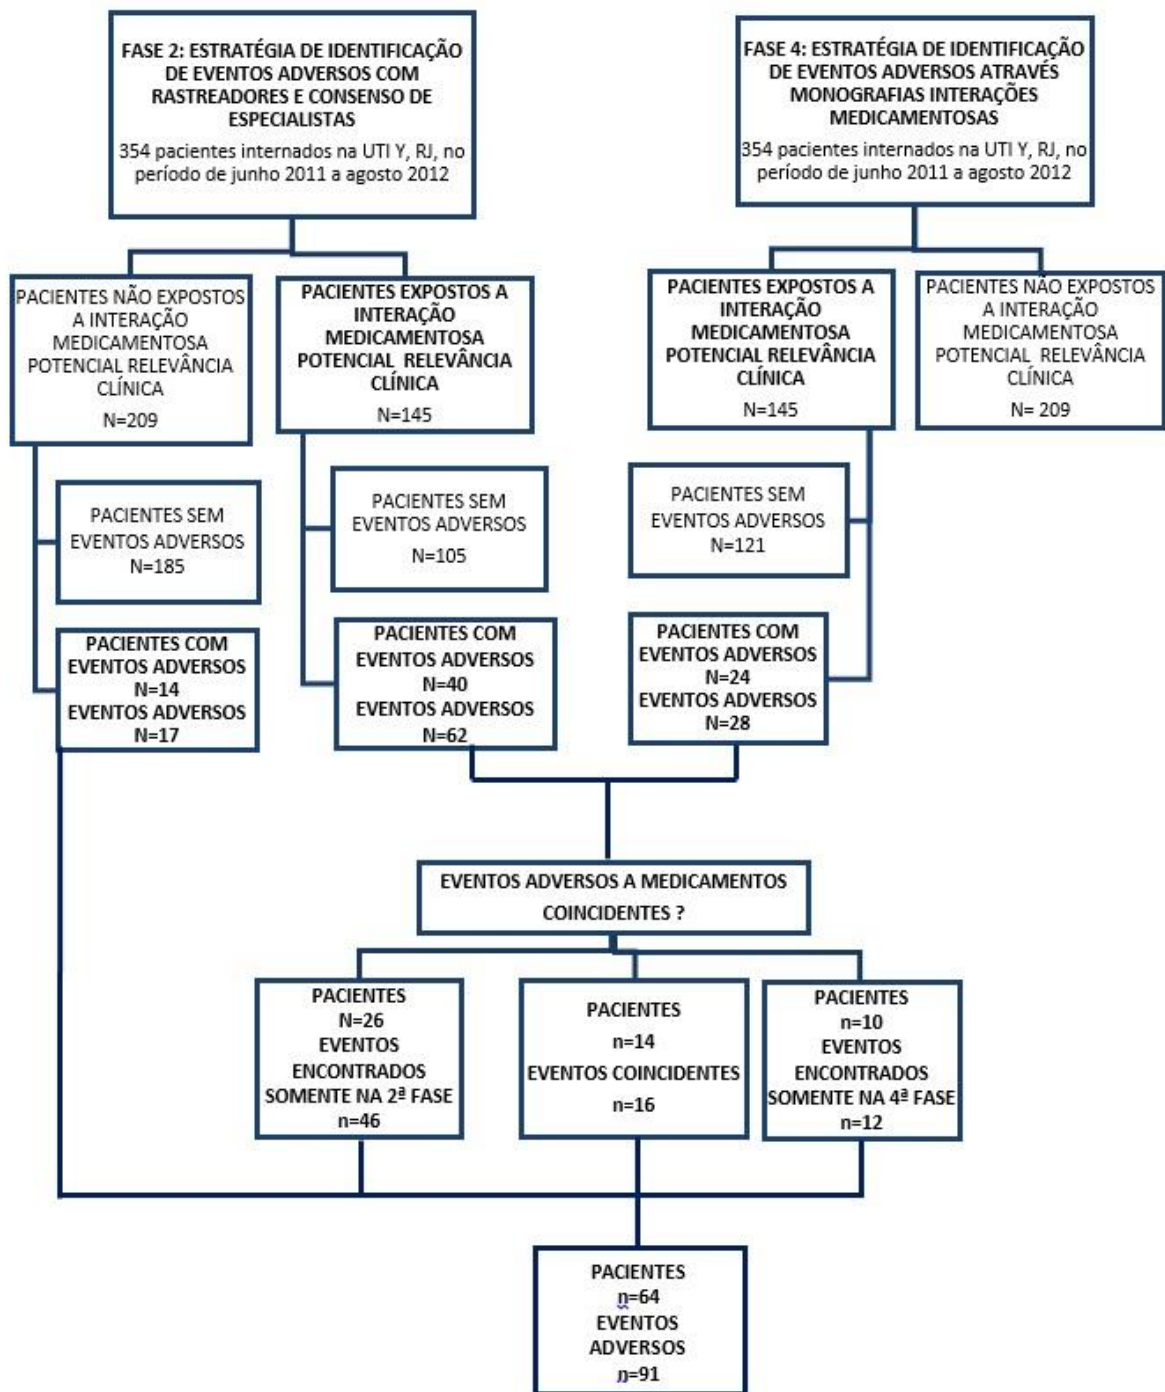 FASE 2: ESTRATÉGIA DE IDENTIFICAÇÃO
DE EVENTOS ADVERSOS COM
RASTREADORES E CONSENSO DE
ESPECIALISTAS
354 pacientes internados na UTI Y, RJ, no
período de junho 2011 a agosto 2012
FASE 4: ESTRATÉGIA DE IDENTIFICAÇÃO
DE EVENTOS ADVERSOS ATRAVÉS
MONOGRAFIAS INTERAÇÕES
MEDICAMENTOSAS
354 pacientes internados na UTI Y, RJ, no
período de junho 2011 a agosto 2012
PACIENTES NÃO EXPOSTOS
A INTERAÇÃO
MEDICAMENTOSA
POTENCIAL RELEVÂNCIA
CLÍNICA
N=209
PACIENTES EXPOSTOS A
INTERAÇÃO
MEDICAMENTOSA
POTENCIAL RELEVÂNCIA
CLÍNICA
N=145
PACIENTES EXPOSTOS A
INTERAÇÃO
MEDICAMENTOSA
POTENCIAL RELEVÂNCIA
CLÍNICA
N=145
PACIENTES NÃO EXPOSTOS
A INTERAÇÃO
MEDICAMENTOSA
POTENCIAL RELEVÂNCIA
CLÍNICA
N= 209
PACIENTES SEM
EVENTOS ADVERSOS
N=185
PACIENTES SEM
EVENTOS ADVERSOS
N=105
PACIENTES SEM
EVENTOS ADVERSOS
N=121
PACIENTES COM
EVENTOS ADVERSOS
N=14
EVENTOS ADVERSOS
N=17
PACIENTES COM
EVENTOS ADVERSOS
N=40
EVENTOS ADVERSOS
N=62
PACIENTES COM
EVENTOS ADVERSOS
N=24
EVENTOS ADVERSOS
N=28
EVENTOS ADVERSOS A MEDICAMENTOS
COINCIDENTES ?
PACIENTES
N=26
EVENTOS
ENCONTRADOS
SOMENTE NA 2ª FASE
n=46
PACIENTES
n=14
EVENTOS COINCIDENTES
n=16
PACIENTES
n=10
EVENTOS
ENCONTRADOS
SOMENTE NA 4ª FASE
n=12
PACIENTES
n=64
EVENTOS
ADVERSOS
n=91